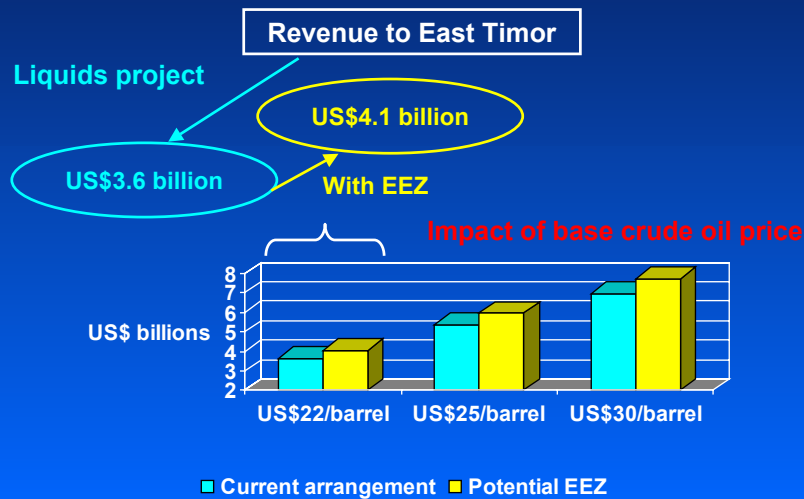 Revenue to East Timor
Liquids project
US$4.1 billion
US$3.6 billion
With EEZ
Impact of base crude oil price
8
7
6
5
4
3
2
US$ billions
US$22/barrel US$25/barrel US$30/barrel
Current arrangement Potential EEZ